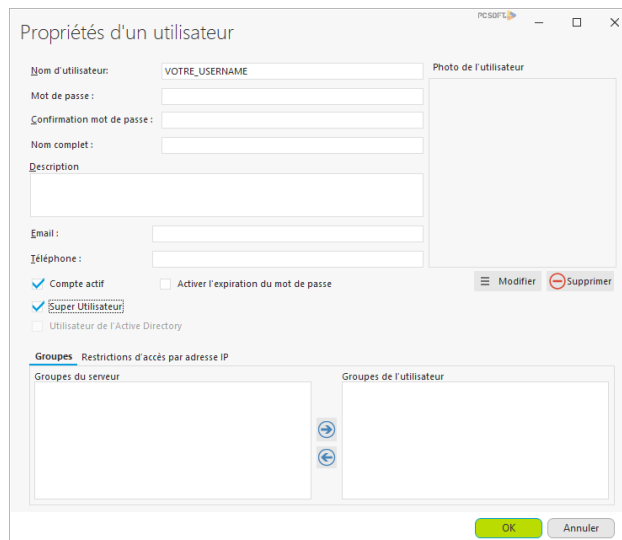 PC SOFT
Propriétés d'un utilisateur
Nom d'utilisateur: VOTRE_USERNAME
Photo de l'utilisateur
Mot de passe :
Confirmation mot de passe :
Nom complet :
Description
Email :
Téléphone :
Compte actif Activer l'expiration du mot de passe
Modifier Supprimer
Super Utilisateur
Utilisateur de l'Active Directory
Groupes Restrictions d'accès par adresse IP
Groupes du serveur Groupes de l'utilisateur
OK Annuler